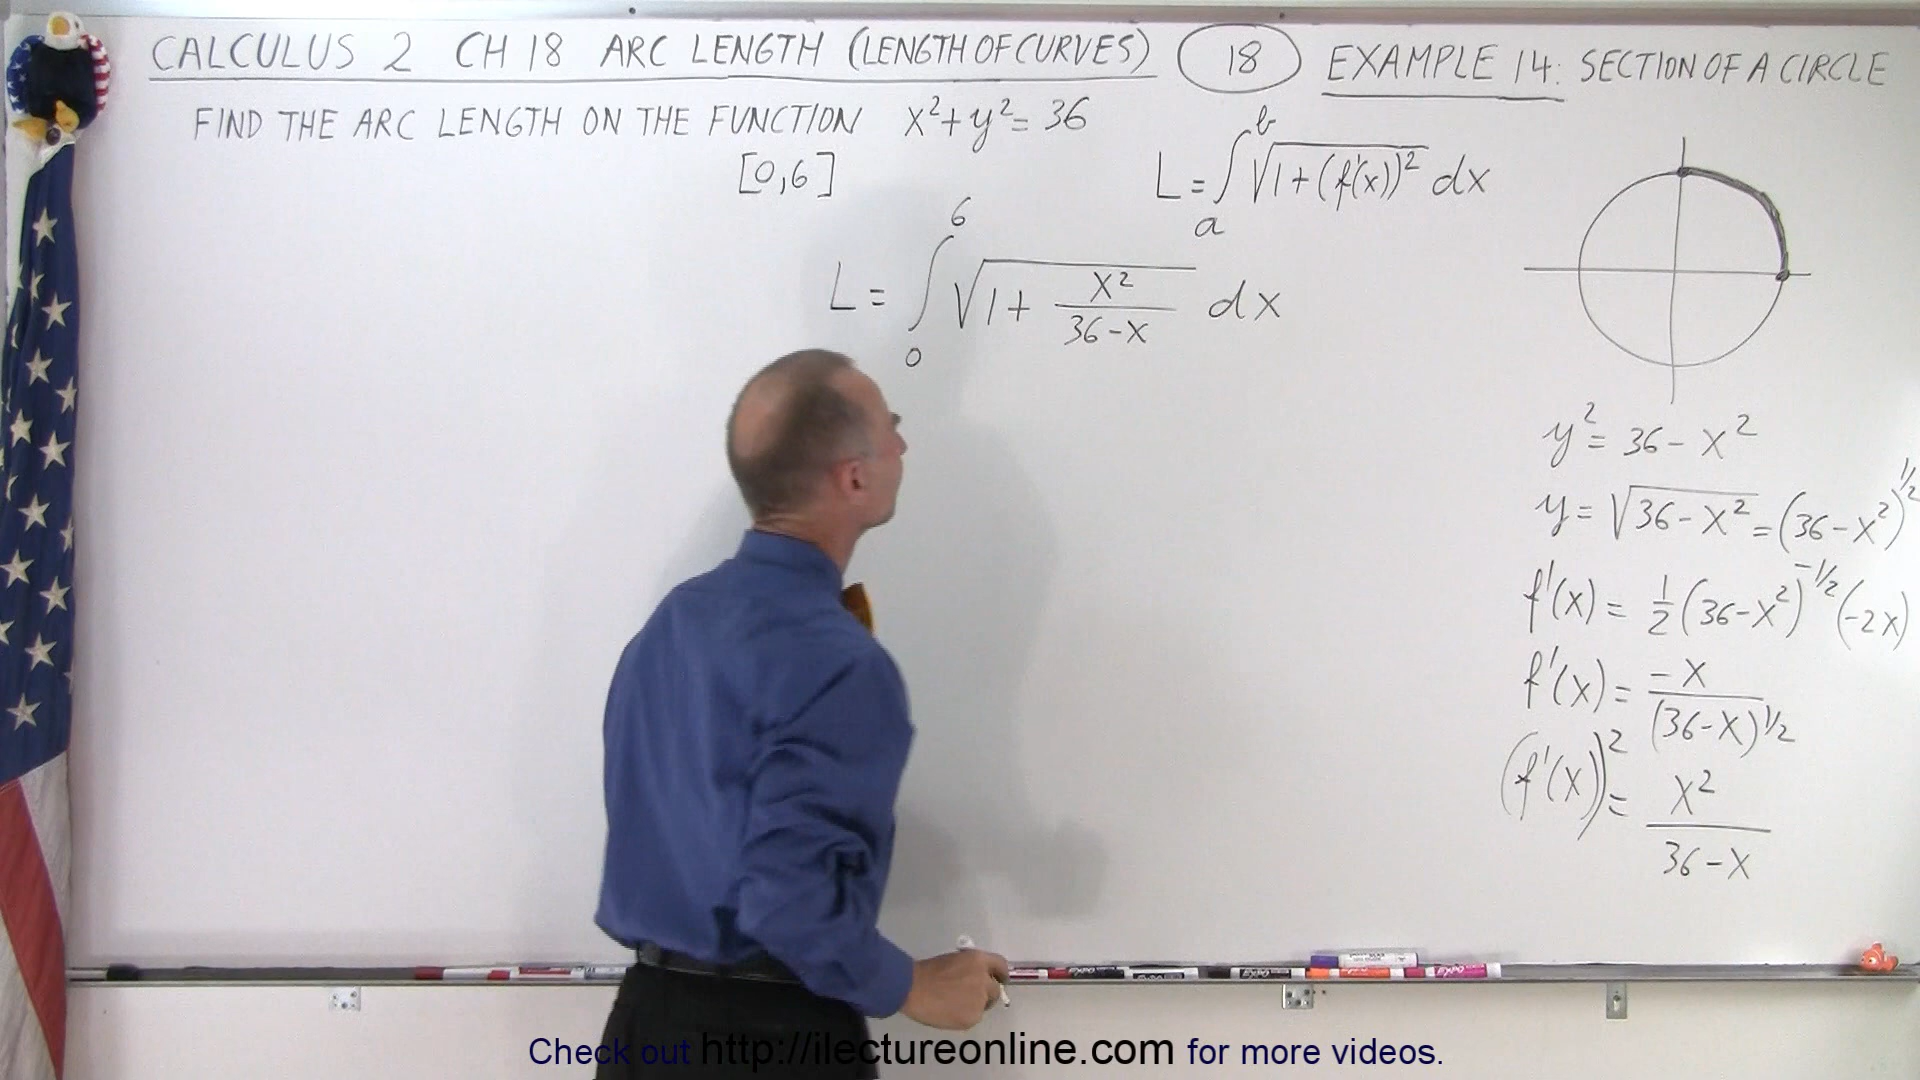 CALCULUS 2 CH 18 ARC LENGTH (LENGTH OF CURVES) 18 EXAMPLE 14: SECTION OF A CIRCLE
FIND THE ARC LENGTH ON THE FUNCTION x²+y²=36
[0,6]
L = ∫ₐᵇ √(1+(f'(x))²) dx
L = ∫₀⁶ √(1 + x²/(36-x)) dx
y² = 36 - x²
y = √(36-x²) = (36-x²)^1/2
f'(x) = 1/2 (36-x²)^-1/2 (-2x)
f'(x) = -x/(36-x)^1/2
(f'(x))² = x²/(36-x)
Check out http://ilectureonline.com for more videos.